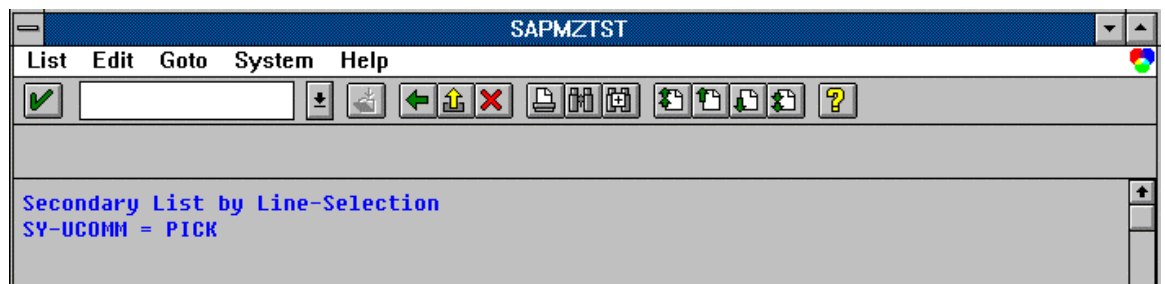 SAPMZTST
List Edit Goto System Help
Secondary List by Line-Selection
SY-UCOMM = PICK